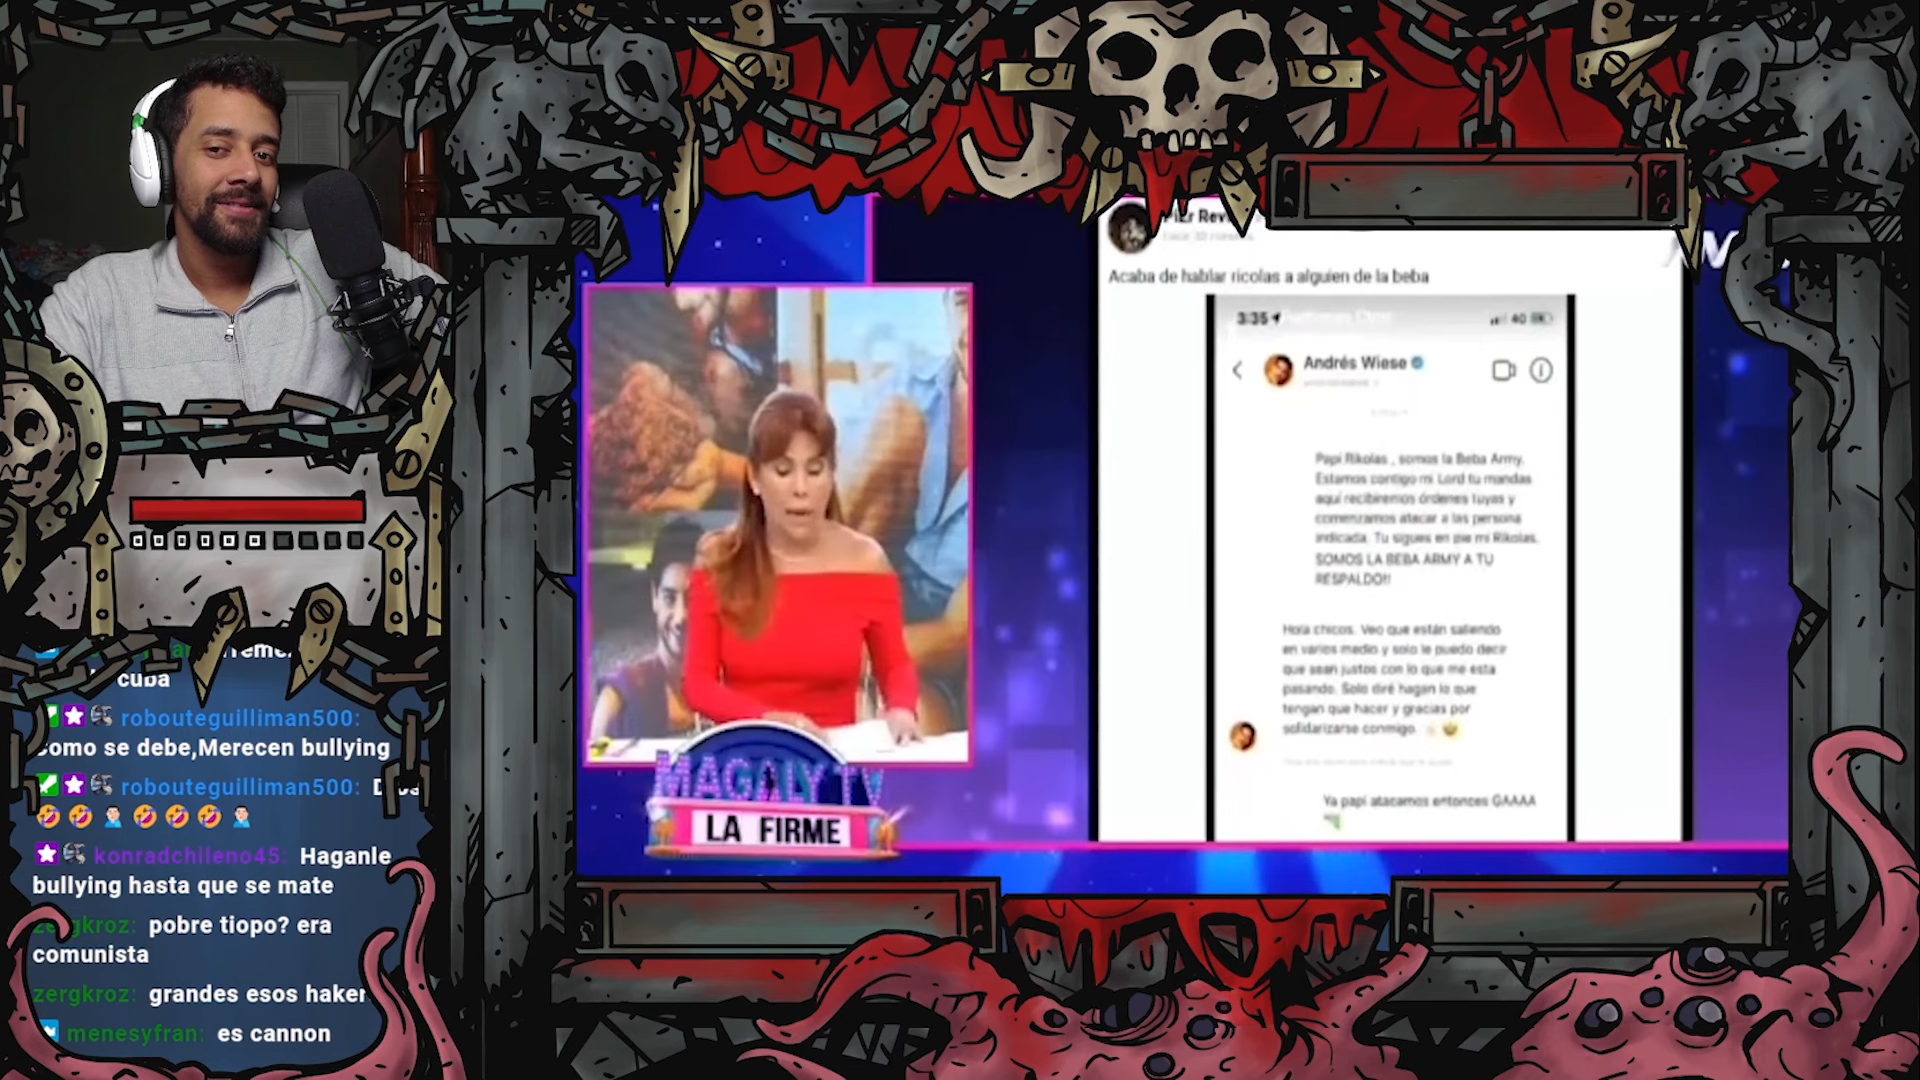 cuba
robouteguilliman500:
como se debe,Merecen bullying
robouteguilliman500:
konradchileno45: Haganle
bullying hasta que se mate
zergkroz: pobre tiopo? era
comunista
zergkroz: grandes esos haker
menesyfran: es cannon
MAGALY TV
LA FIRME
Acaba de hablar ricolas a alguien de la beba
3:35
4G
Andrés Wiese
Papi Rikolas , somos la Beba Army.
Estamos contigo mi Lord tu mandas
aquí recibiremos órdenes tuyas y
comenzamos atacar a las persona
indicada. Tu sigues en pie mi Rikolas.
SOMOS LA BEBA ARMY A TU
RESPALDO!!
Hola chicos. Veo que están saliendo
en varios medio y solo le puedo decir
que sean justos con lo que me esta
pasando. Solo diré hagan lo que
tengan que hacer y gracias por
solidarizarse conmigo.
Ya papi atacamos entonces GAAAA